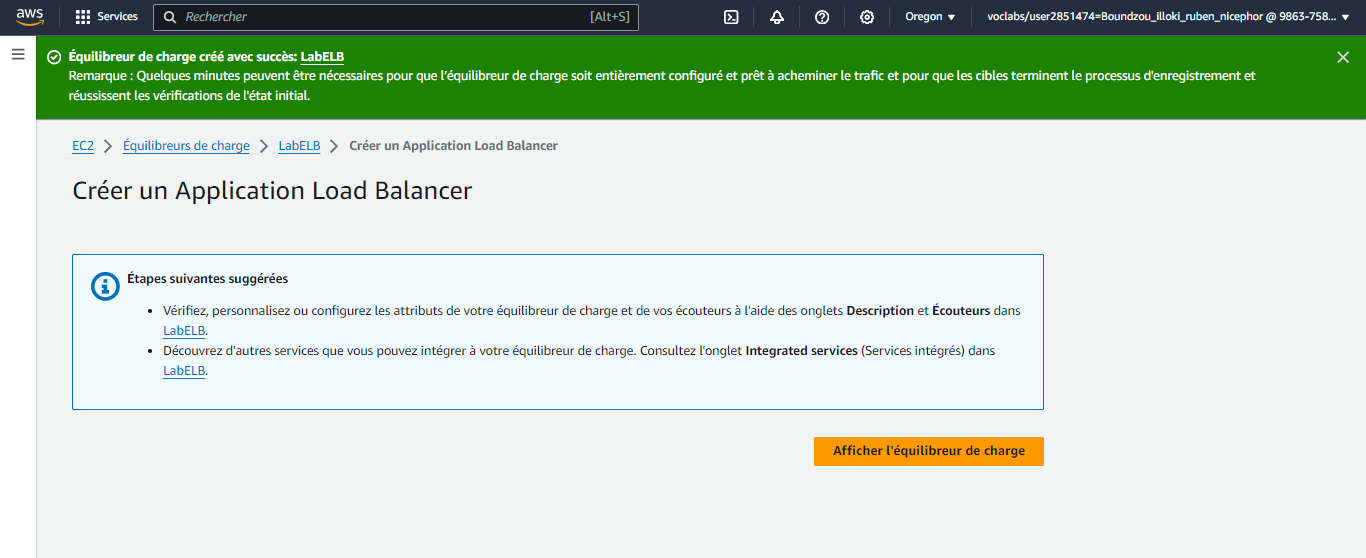 aws
Services
Rechercher
[Alt+S]
Oregon
voclabs/user2851474=Boundzou_illoki_ruben_nicephor @ 9863-758...
Équilibreur de charge créé avec succès: LabELB
Remarque : Quelques minutes peuvent être nécessaires pour que l'équilibreur de charge soit entièrement configuré et prêt à acheminer le trafic et pour que les cibles terminent le processus d'enregistrement et
réussissent les vérifications de l'état initial.
EC2 > Équilibreurs de charge > LabELB > Créer un Application Load Balancer
Créer un Application Load Balancer
Étapes suivantes suggérées
• Vérifiez, personnalisez ou configurez les attributs de votre équilibreur de charge et de vos écouteurs à l'aide des onglets Description et Écouteurs dans
LabELB.
• Découvrez d'autres services que vous pouvez intégrer à votre équilibreur de charge. Consultez l'onglet Integrated services (Services intégrés) dans
LabELB.
Afficher l'équilibreur de charge